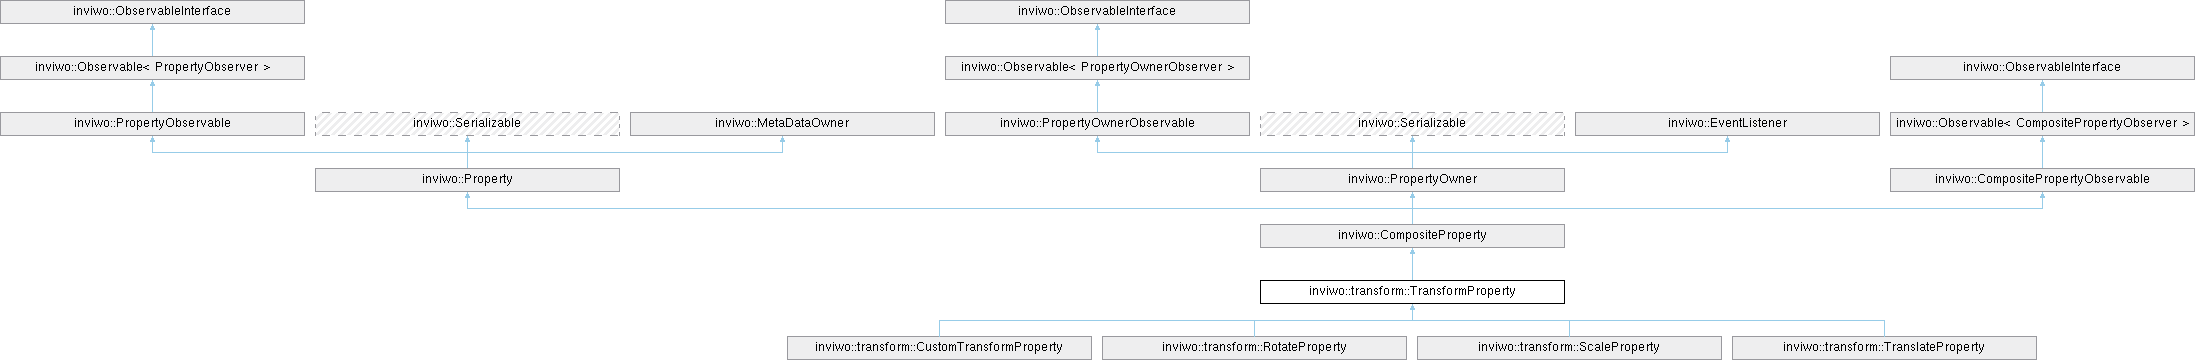 inviwo::ObservableInterface
inviwo::ObservableInterface
inviwo::Observable< PropertyObserver >
inviwo::Observable< PropertyOwnerObserver >
inviwo::ObservableInterface
inviwo::PropertyObservable
inviwo::Serializable
inviwo::MetaDataOwner
inviwo::PropertyOwnerObservable
inviwo::Serializable
inviwo::EventListener
inviwo::Observable< CompositePropertyObserver >
inviwo::Property
inviwo::PropertyOwner
inviwo::CompositePropertyObservable
inviwo::CompositeProperty
inviwo::transform::TransformProperty
inviwo::transform::CustomTransformProperty
inviwo::transform::RotateProperty
inviwo::transform::ScaleProperty
inviwo::transform::TranslateProperty